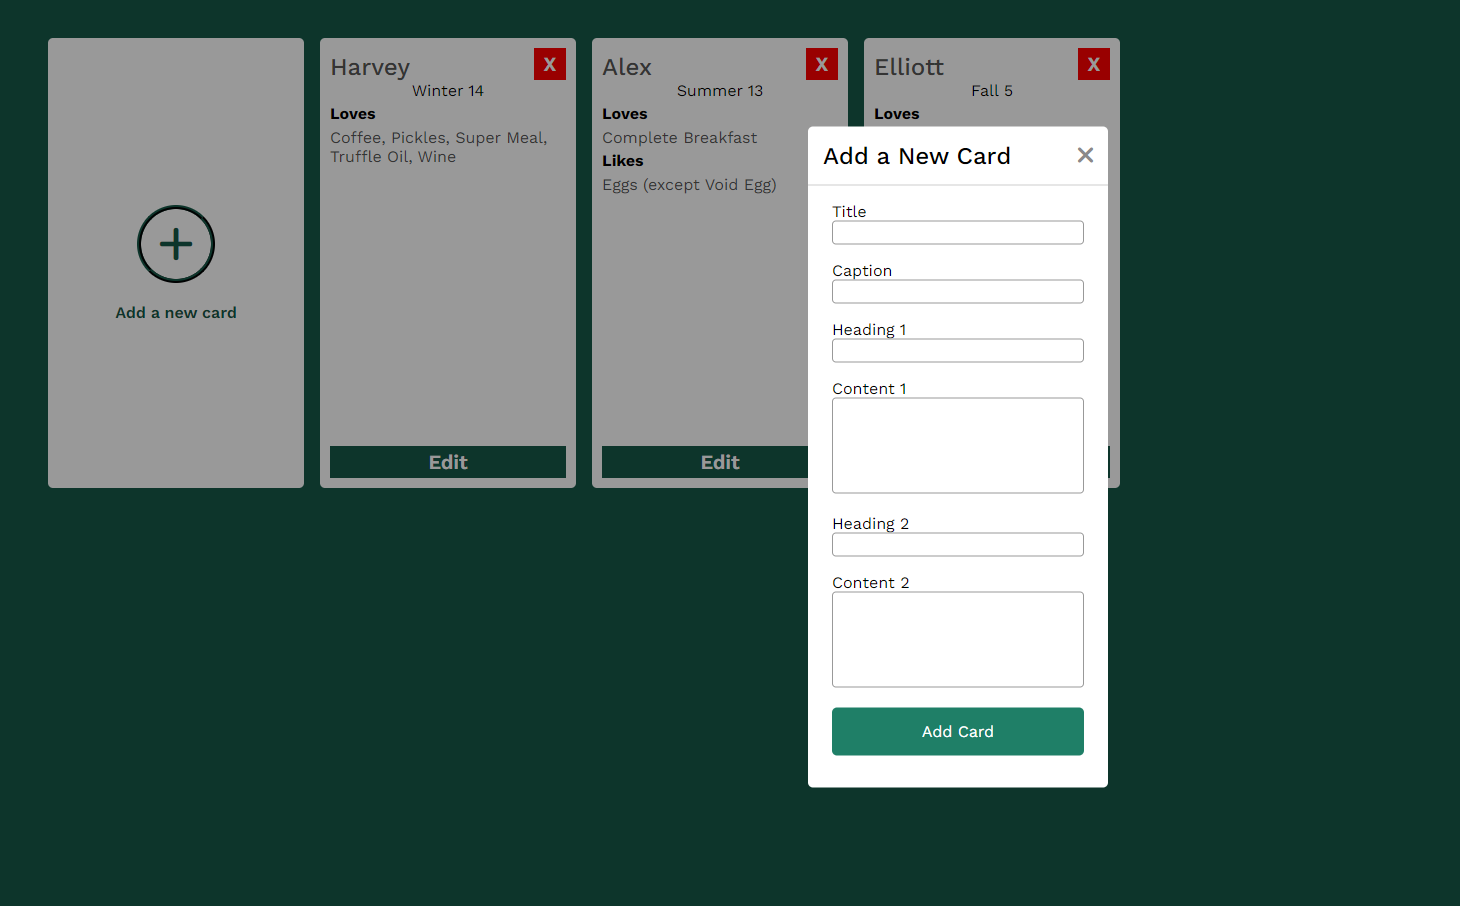 Add a new card
Harvey
X
Winter 14
Loves
Coffee, Pickles, Super Meal,
Truffle Oil, Wine
Edit
Alex
X
Summer 13
Loves
Complete Breakfast
Likes
Eggs (except Void Egg)
Edit
Elliott
X
Fall 5
Loves
Add a New Card
Title
Caption
Heading 1
Content 1
Heading 2
Content 2
Add Card